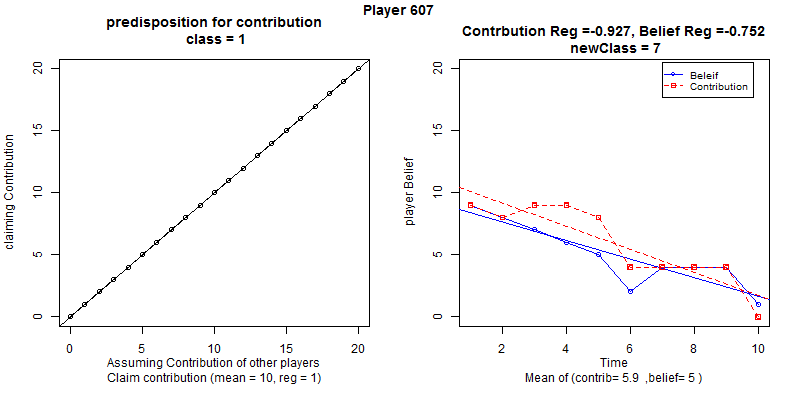 Player 607
predisposition for contribution
class = 1
claiming Contribution
20
15
10
5
0
0 5 10 15 20
Assuming Contribution of other players
Claim contribution (mean = 10, reg = 1)
Contrbution Reg =-0.927, Belief Reg =-0.752
newClass = 7
Beleif
Contribution
player Belief
20
15
10
5
0
2 4 6 8 10
Time
Mean of (contrib= 5.9 ,belief= 5 )